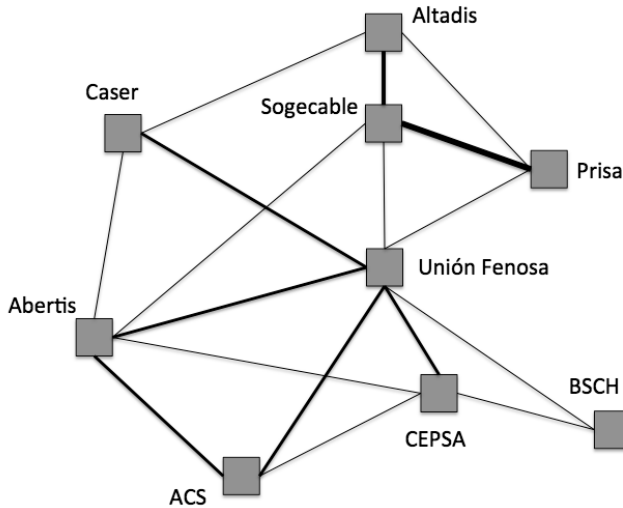 Altadis
Caser
Sogecable
Prisa
Unión Fenosa
Abertis
BSCH
CEPSA
ACS